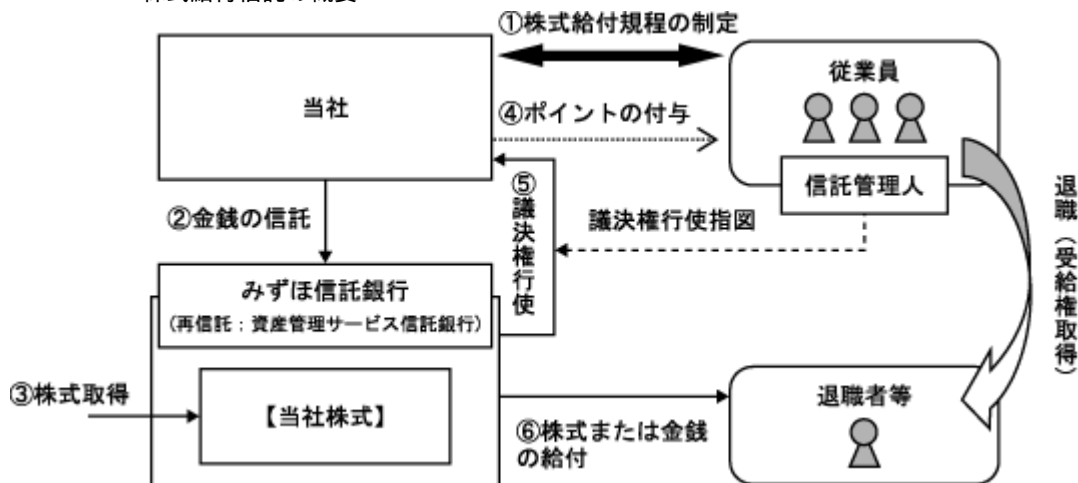 ①株式給付規程の制定
当社
従業員
④ポイントの付与
信託管理人
②金銭の信託
⑤議決権行使
議決権行使指図
退職（受給権取得）
みずほ信託銀行
（再信託：資産管理サービス信託銀行）
③株式取得
【当社株式】
退職者等
⑥株式または金銭
の給付